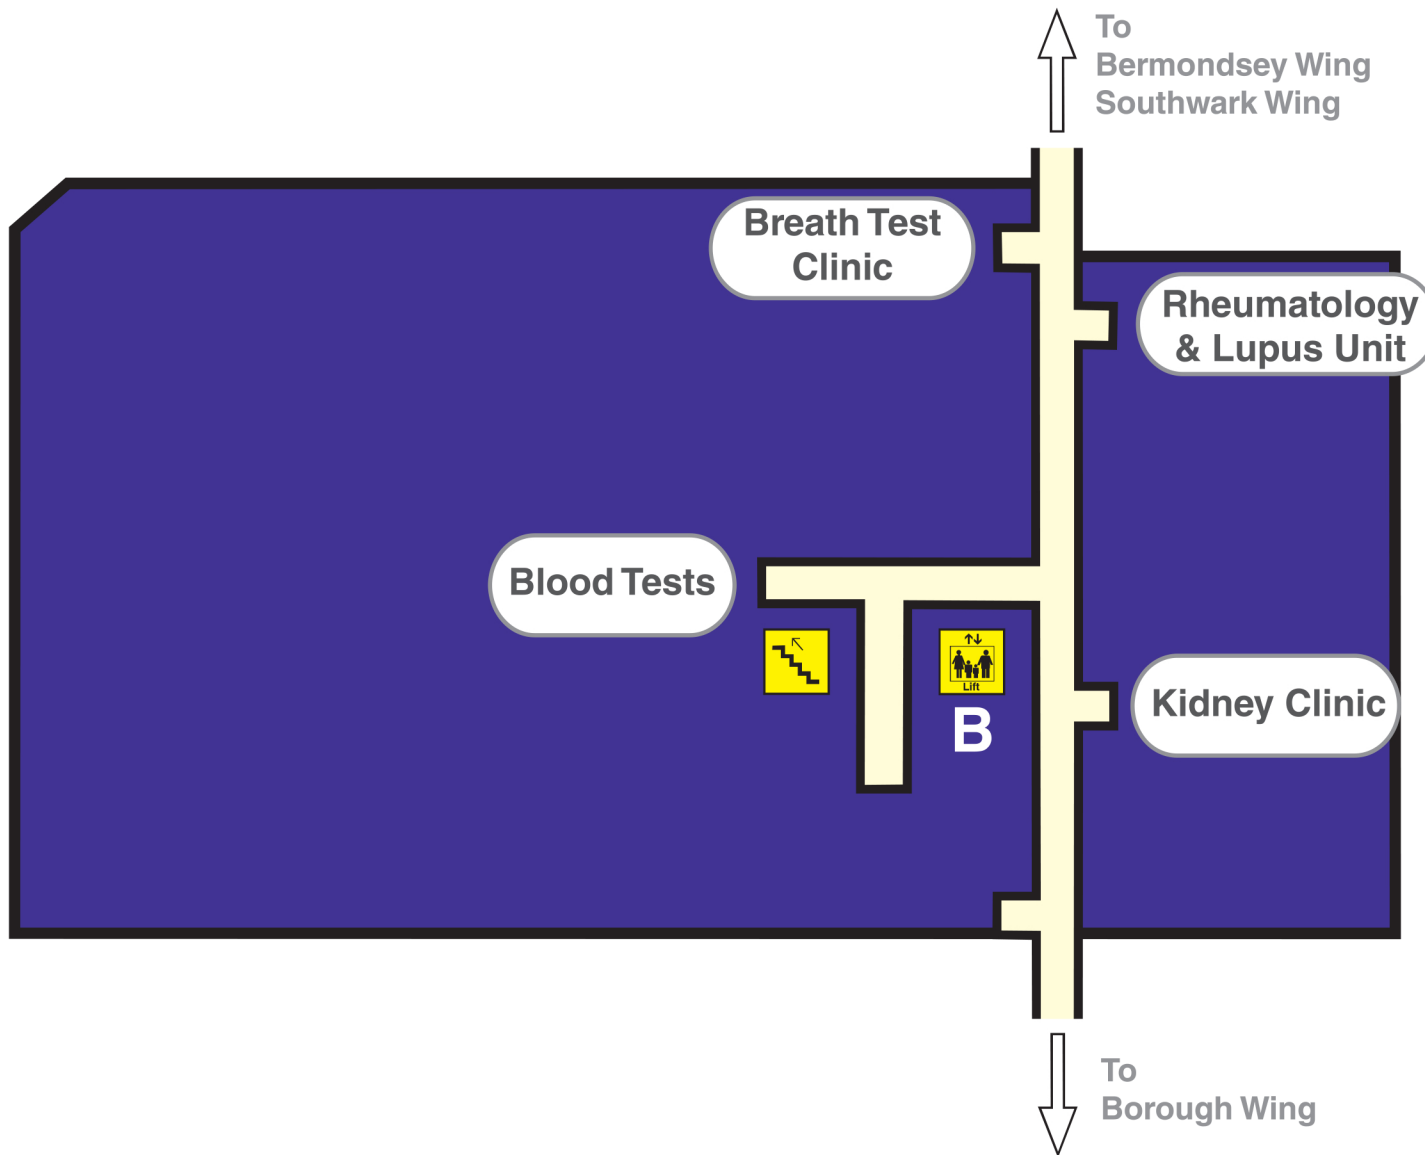 To
Bermondsey Wing
Southwark Wing
Breath Test
Clinic
Rheumatology
& Lupus Unit
Blood Tests
Lift
B
Kidney Clinic
To
Borough Wing